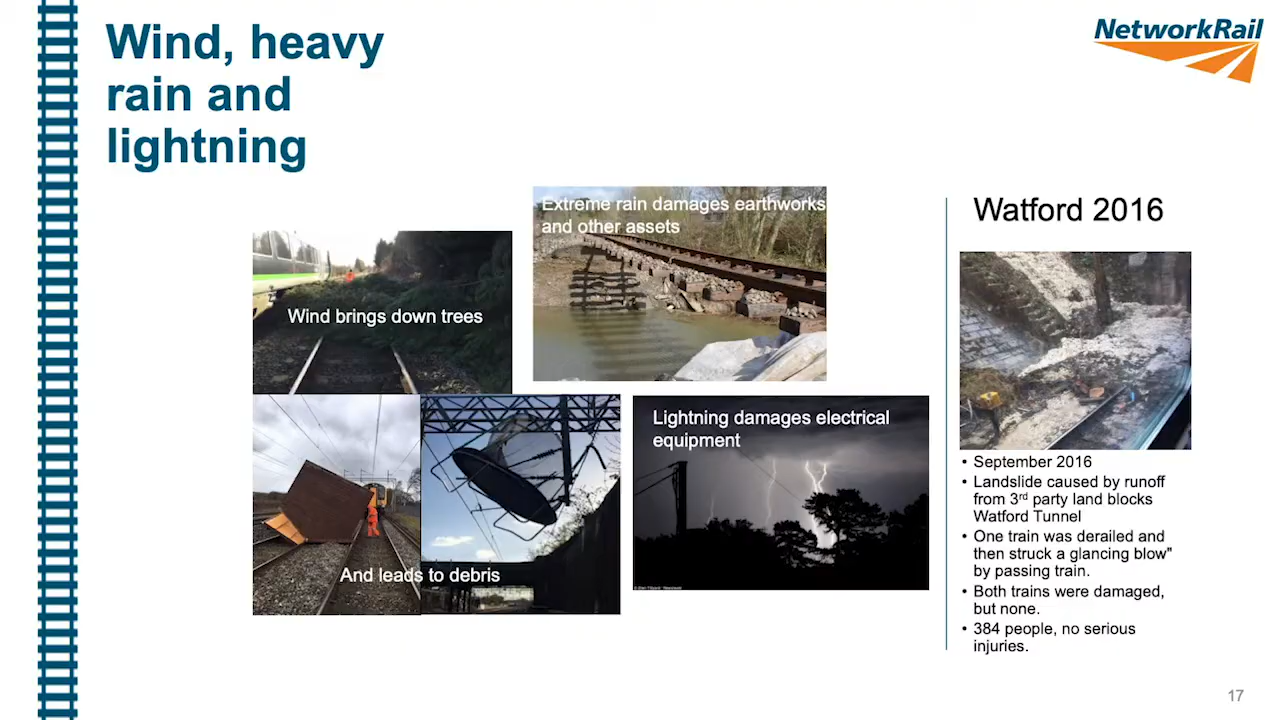 Wind, heavy
rain and
lightning
NetworkRail
Extreme rain damages earthworks
and other assets
Wind brings down trees
And leads to debris
Lightning damages electrical
equipment
Watford 2016
• September 2016
• Landslide caused by runoff
from 3rd party land blocks
Watford Tunnel
• One train was derailed and
then struck a glancing blow"
by passing train.
• Both trains were damaged,
but none.
• 384 people, no serious
injuries.
17